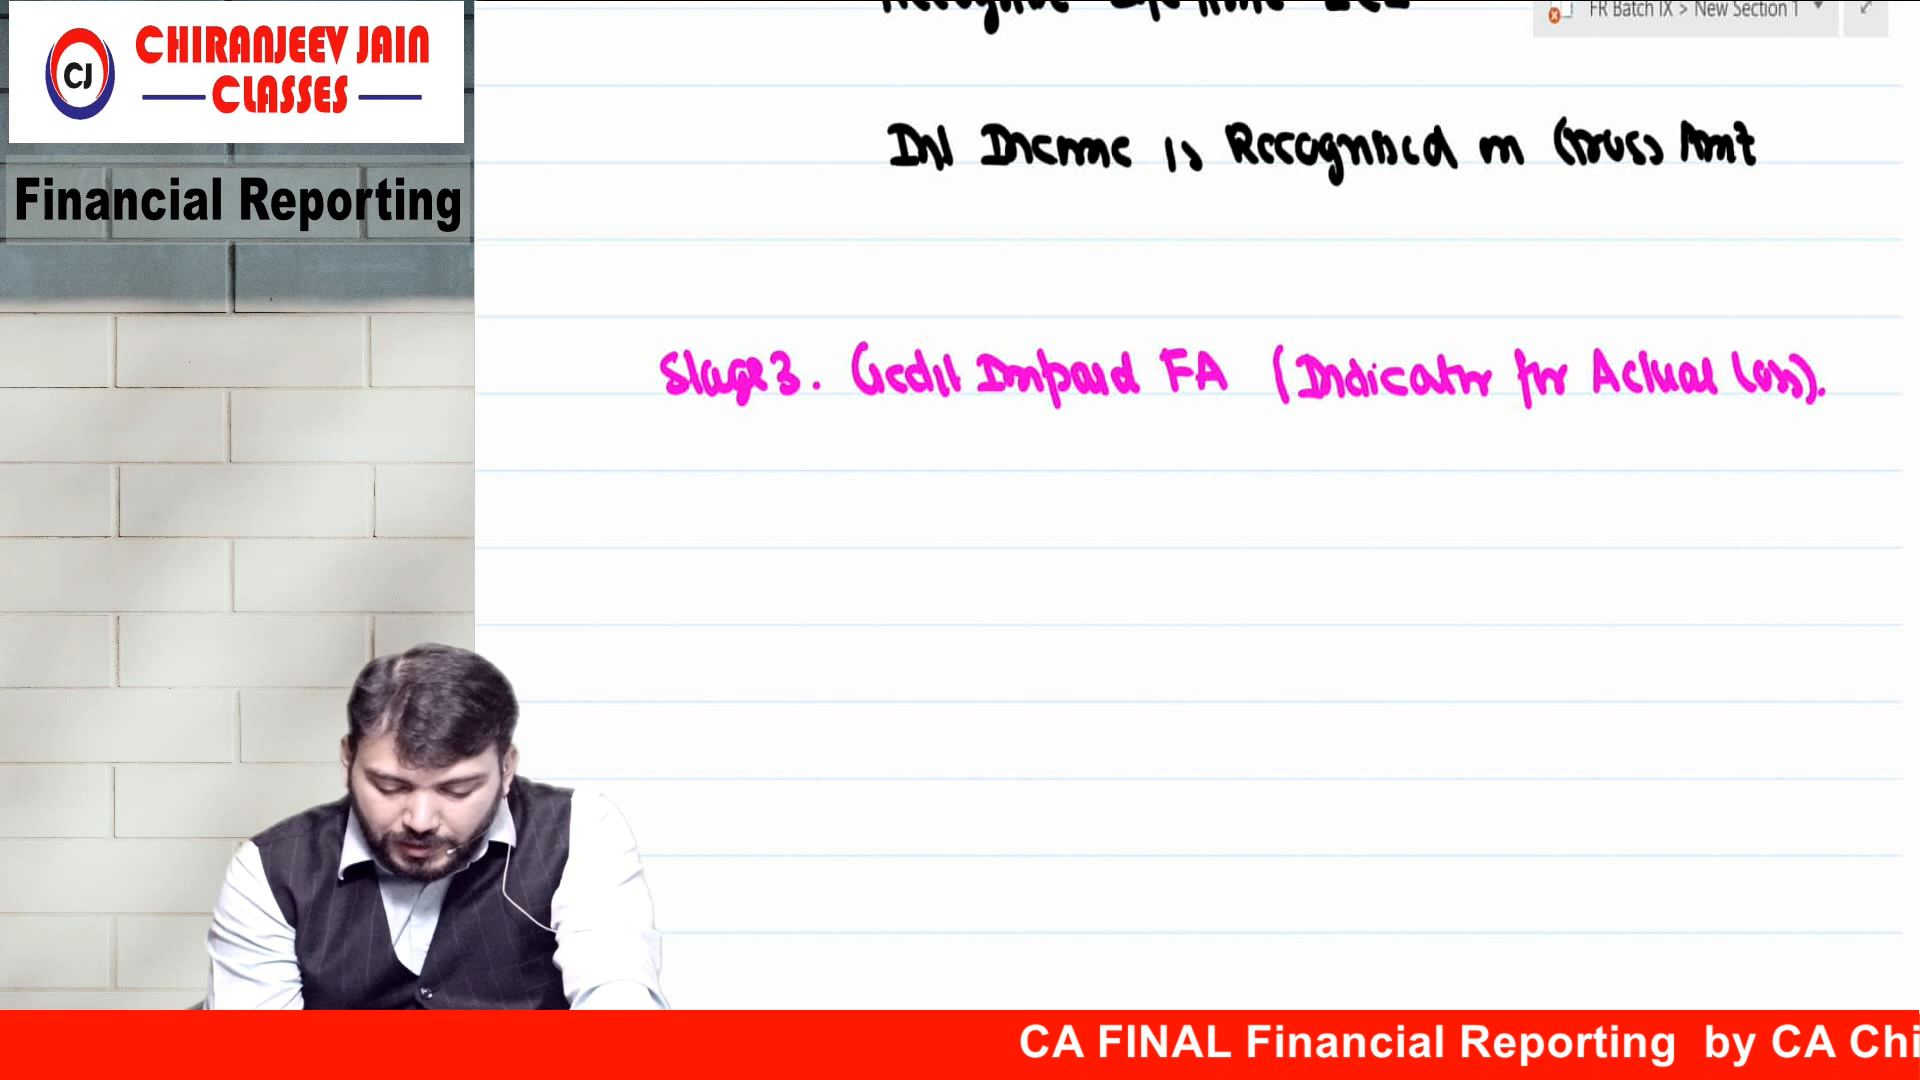 CHIRANJEEV JAIN
CLASSES
CJ
Financial Reporting
FR Batch IX > New Section 1
Int Income is Recognised on Gross Amt
Stage 3. Credit Impaird FA (Indicator for Actual Loss).
CA FINAL Financial Reporting by CA Chi